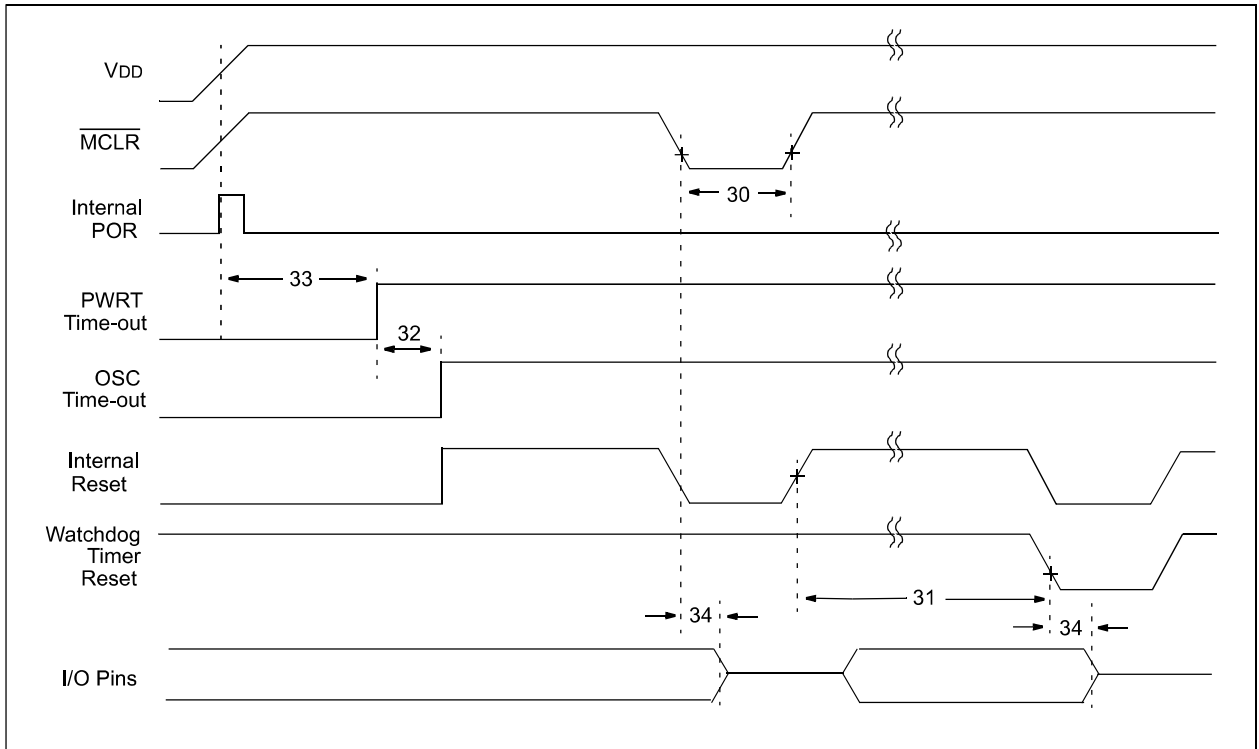 VDD
MCLR
30
Internal
POR
33
PWRT
Time-out
32
OSC
Time-out
Internal
Reset
Watchdog
Timer
Reset
31
34
34
I/O Pins